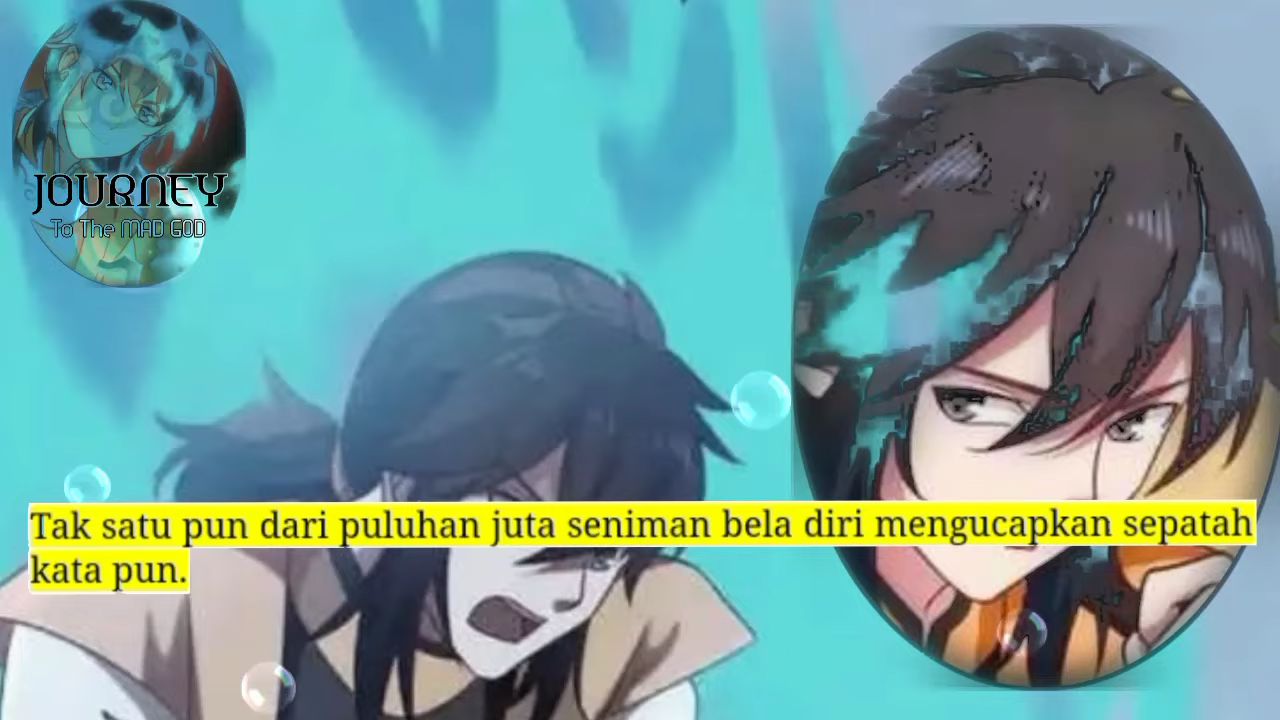 JOURNEY
To The MAD GOD
Tak satu pun dari puluhan juta seniman bela diri mengucapkan sepatah
kata pun.